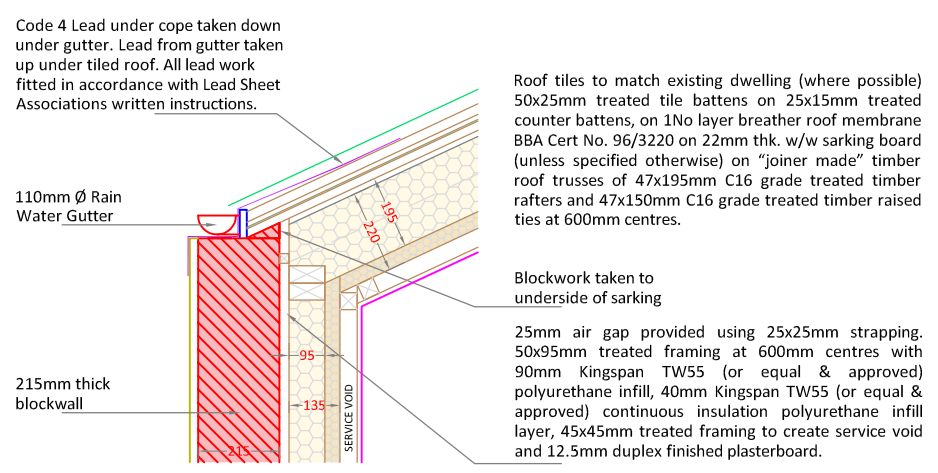 Code 4 Lead under cope taken down
under gutter. Lead from gutter taken
up under tiled roof. All lead work
fitted in accordance with Lead Sheet
Associations written instructions.
Roof tiles to match existing dwelling (where possible)
50x25mm treated tile battens on 25x15mm treated
counter battens, on 1No layer breather roof membrane
BBA Cert No. 96/3220 on 22mm thk. w/w sarking board
(unless specified otherwise) on “joiner made” timber
roof trusses of 47x195mm C16 grade treated timber
rafters and 47x150mm C16 grade treated timber raised
ties at 600mm centres.
110mm Ø Rain
Water Gutter
195
220
Blockwork taken to
underside of sarking
25mm air gap provided using 25x25mm strapping.
50x95mm treated framing at 600mm centres with
90mm Kingspan TW55 (or equal & approved)
polyurethane infill, 40mm Kingspan TW55 (or equal &
approved) continuous insulation polyurethane infill
layer, 45x45mm treated framing to create service void
and 12.5mm duplex finished plasterboard.
95
215mm thick
blockwall
135
SERVICE VOID
215